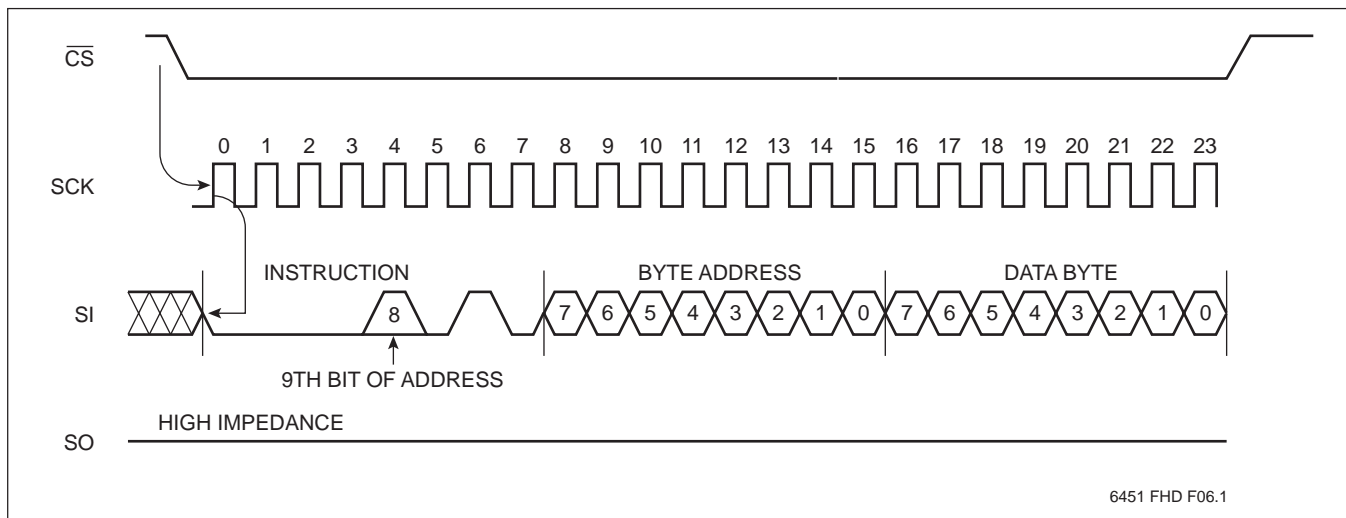 CS
0 1 2 3 4 5 6 7 8 9 10 11 12 13 14 15 16 17 18 19 20 21 22 23
SCK
INSTRUCTION BYTE ADDRESS DATA BYTE
SI 8 7 6 5 4 3 2 1 0 7 6 5 4 3 2 1 0
9TH BIT OF ADDRESS
HIGH IMPEDANCE
SO
6451 FHD F06.1